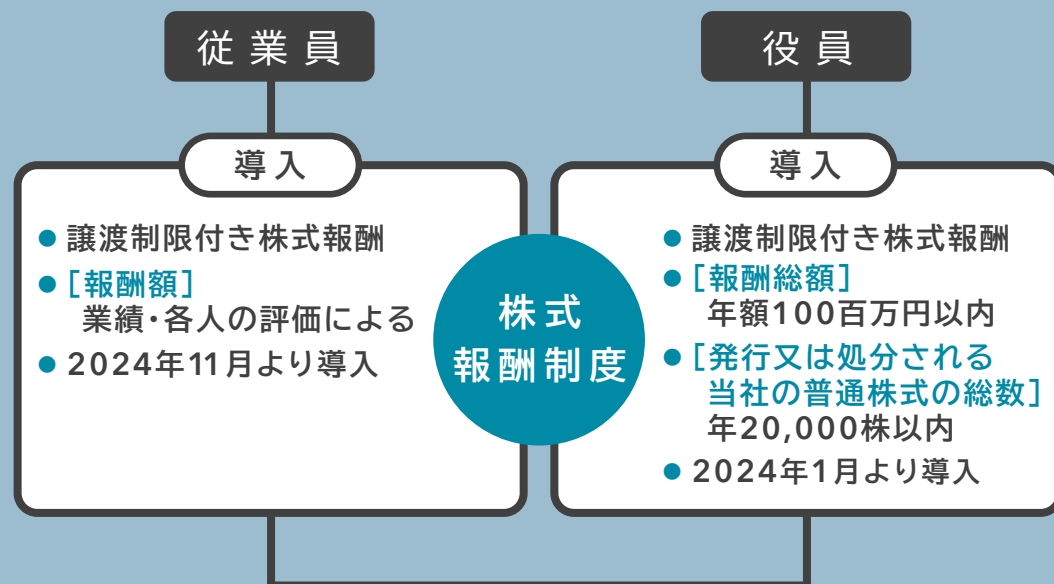 従業員
導入
● 譲渡制限付き株式報酬
● [報酬額]
業績・各人の評価による
● 2024年11月より導入
株式
報酬制度
役員
導入
● 譲渡制限付き株式報酬
● [報酬総額]
年額100百万円以内
● [発行又は処分される
当社の普通株式の総数]
年20,000株以内
● 2024年1月より導入